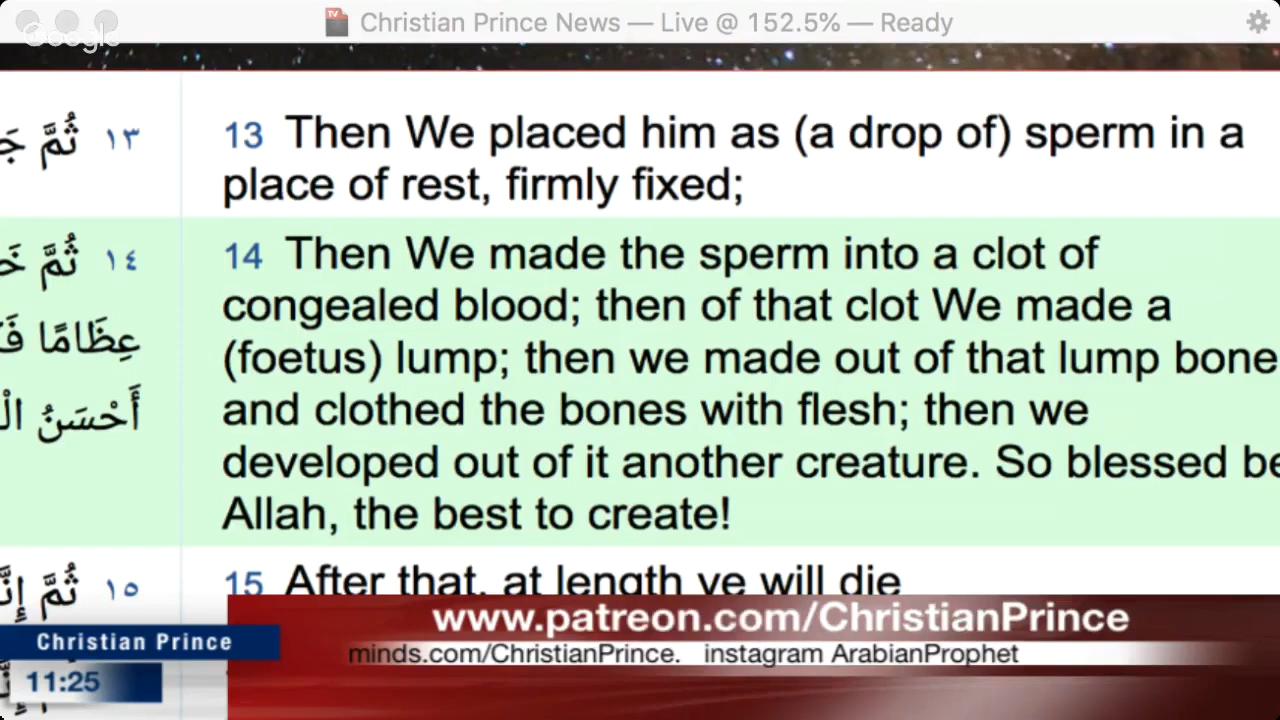 Christian Prince News — Live @ 152.5% — Ready
Google
١٣ ثُمَّ
13 Then We placed him as (a drop of) sperm in a
place of rest, firmly fixed;
١٤ ثُمَّ
عِظَامًا
أَحْسَنُ
14 Then We made the sperm into a clot of
congealed blood; then of that clot We made a
(foetus) lump; then we made out of that lump bone
and clothed the bones with flesh; then we
developed out of it another creature. So blessed be
Allah, the best to create!
١٥ ثُمَّ
15 After that, at length ye will die
www.patreon.com/ChristianPrince
Christian Prince
minds.com/ChristianPrince. instagram ArabianProphet
11:25